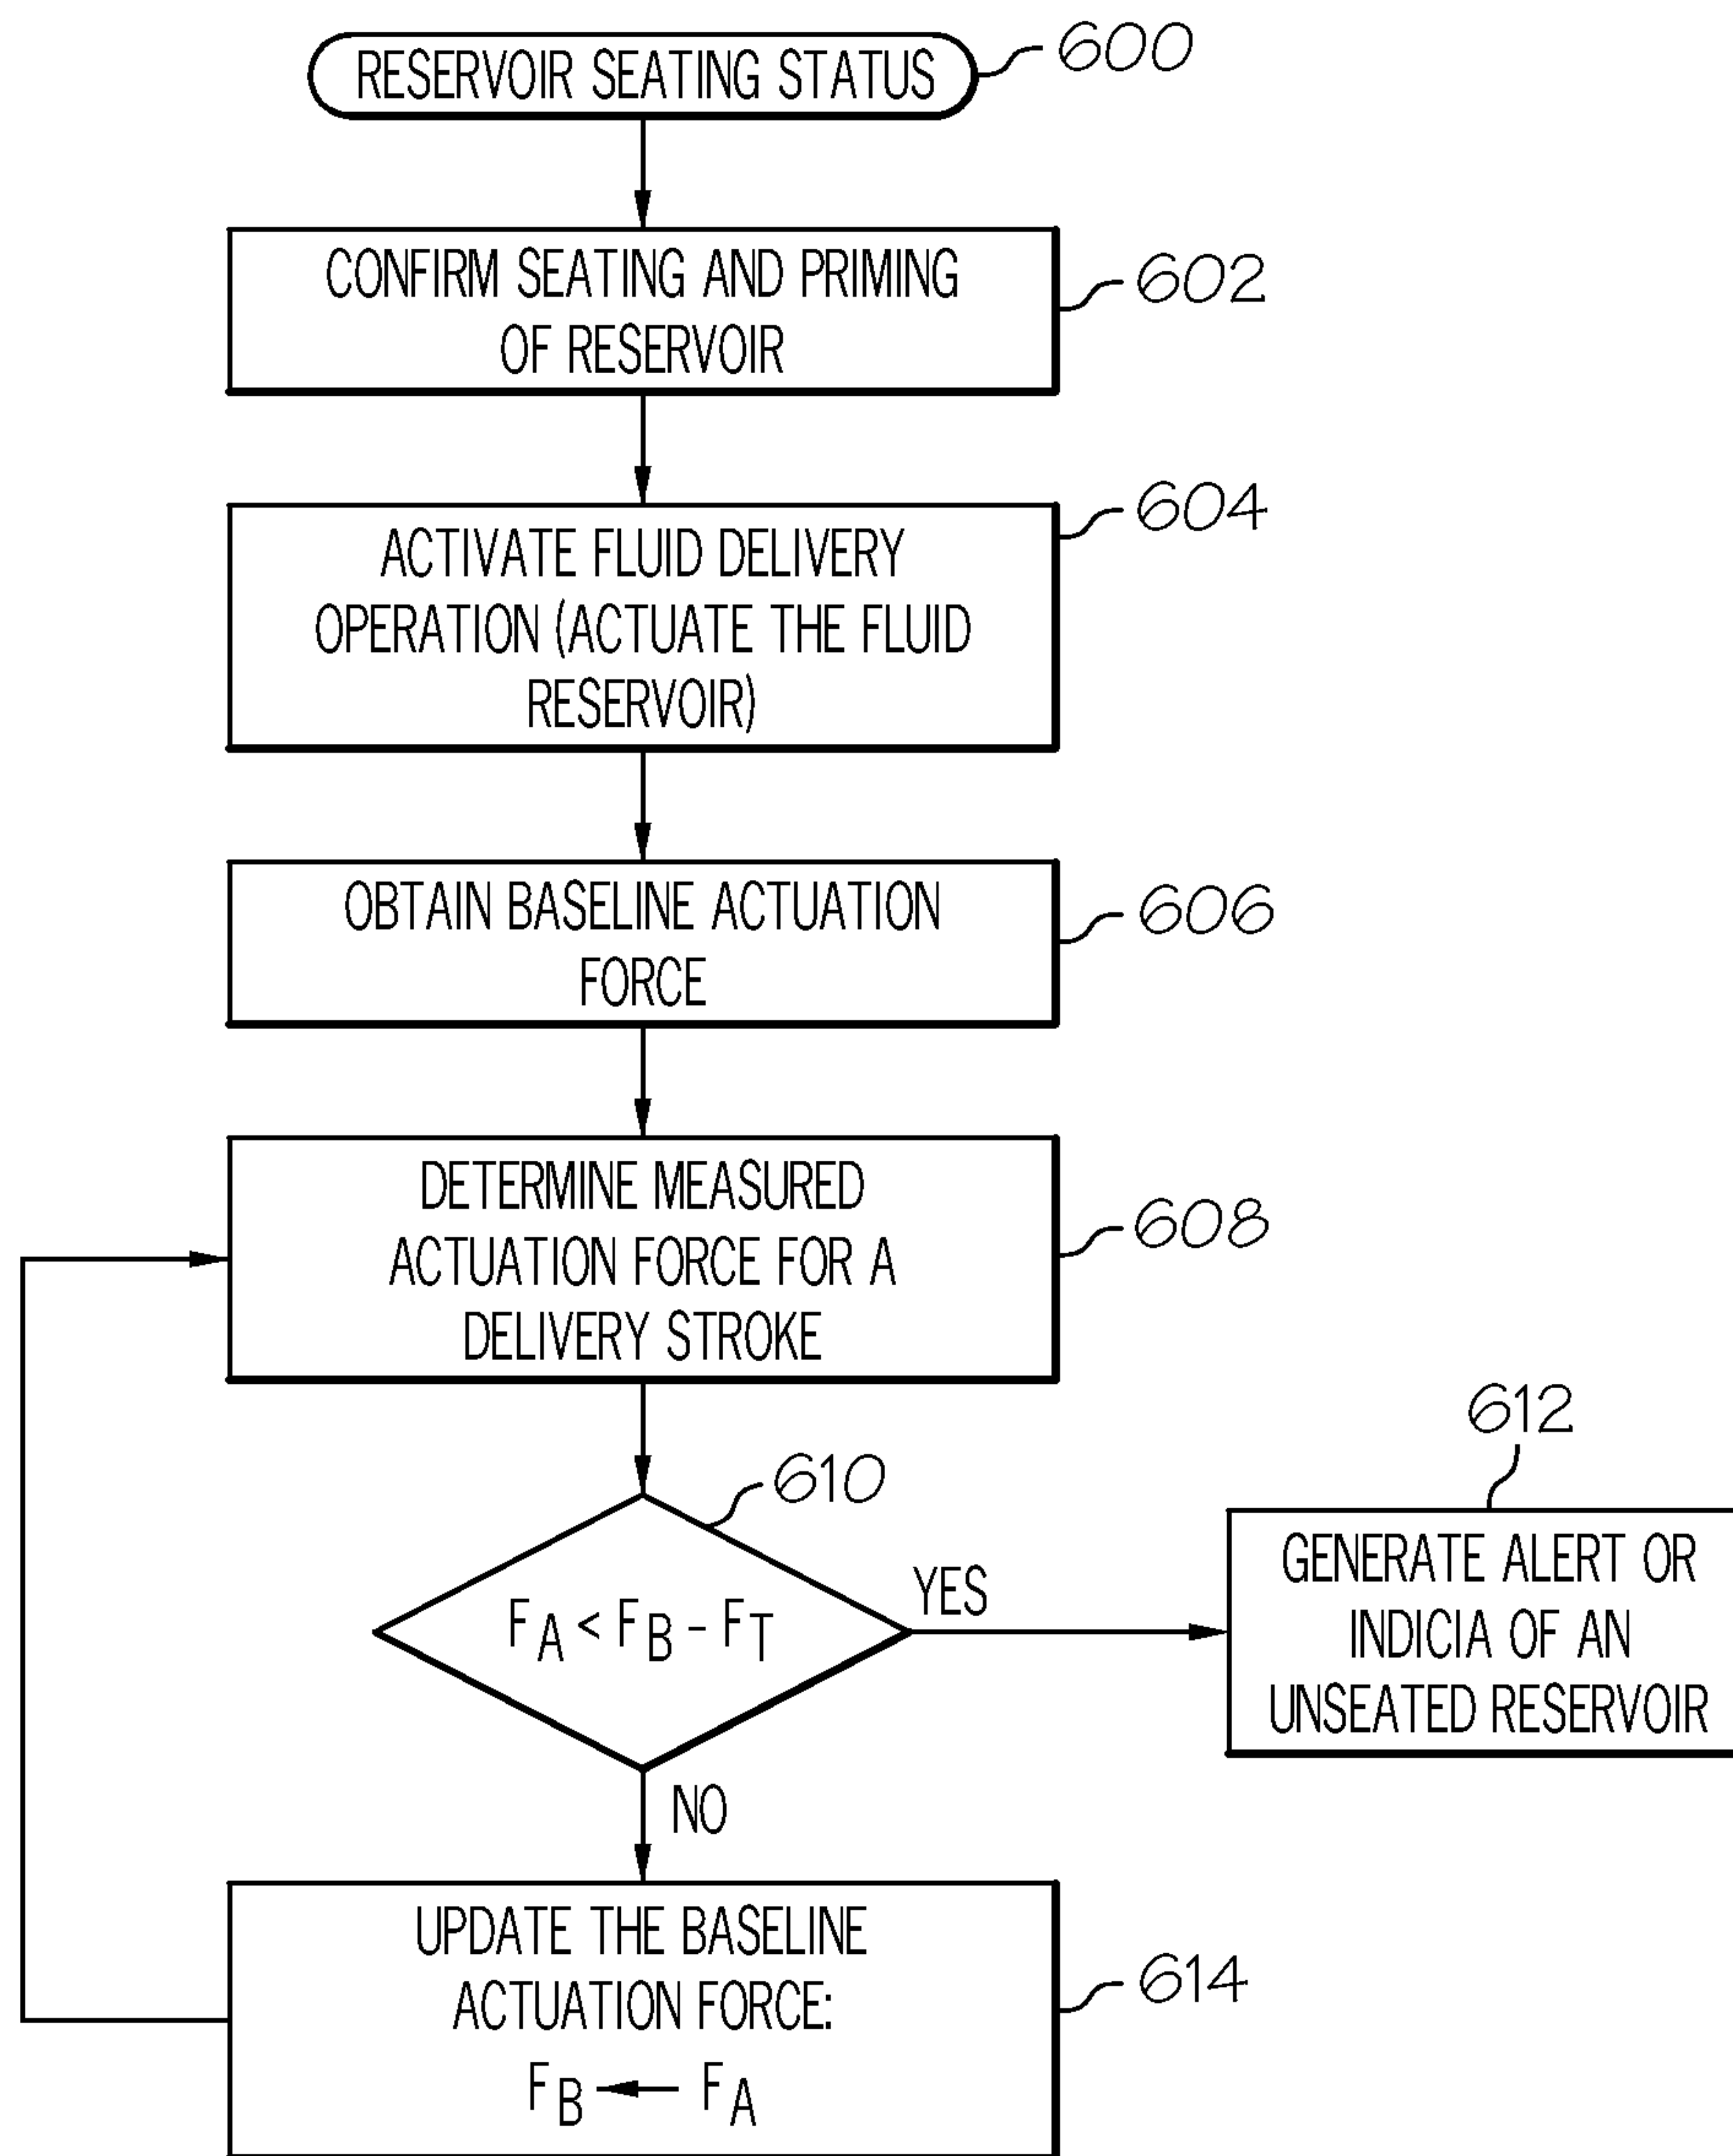 RESERVOIR SEATING STATUS
600
CONFIRM SEATING AND PRIMING
OF RESERVOIR
602
ACTIVATE FLUID DELIVERY
OPERATION (ACTUATE THE FLUID
RESERVOIR)
604
OBTAIN BASELINE ACTUATION
FORCE
606
DETERMINE MEASURED
ACTUATION FORCE FOR A
DELIVERY STROKE
608
610
FA < FB - FT
YES
NO
612
GENERATE ALERT OR
INDICIA OF AN
UNSEATED RESERVOIR
UPDATE THE BASELINE
ACTUATION FORCE:
FB ← FA
614